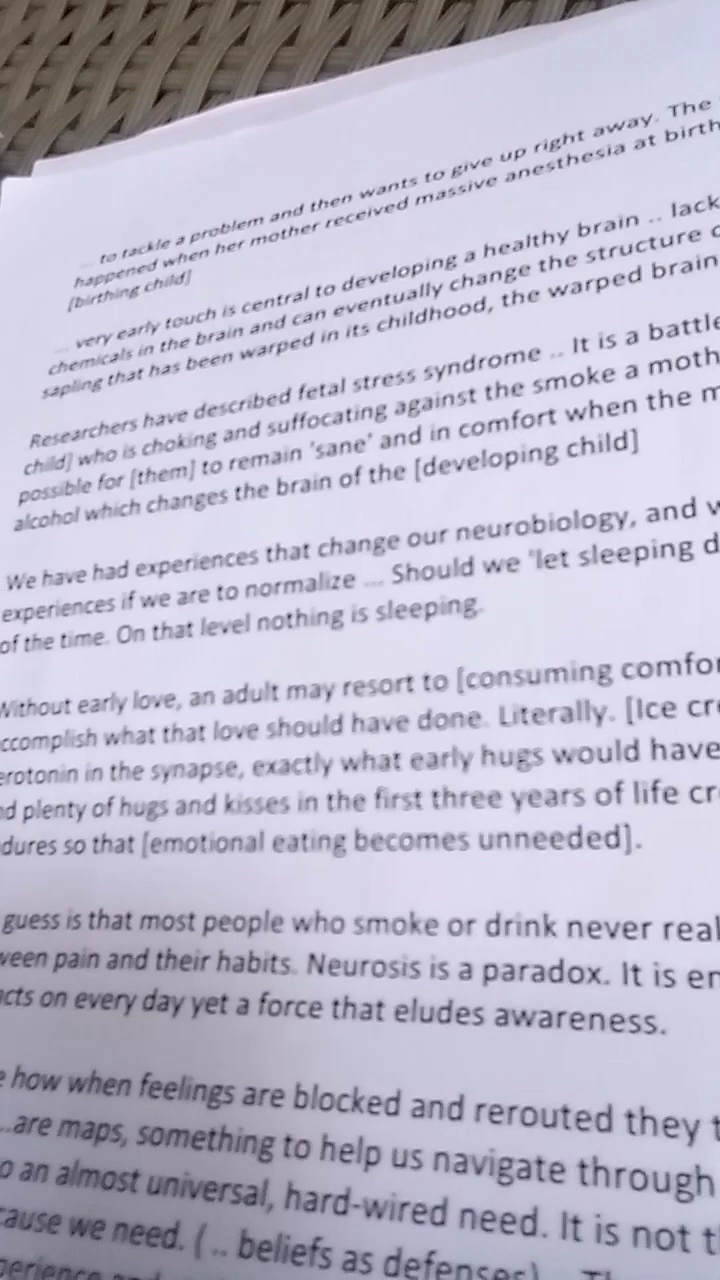 ... to tackle a problem and then wants to give up right away. The
happened when her mother received massive anesthesia at birth
[birthing child]
... very early touch is central to developing a healthy brain .. lack
chemicals in the brain and can eventually change the structure
sapling that has been warped in its childhood, the warped brain
Researchers have described fetal stress syndrome .. It is a battle
child] who is choking and suffocating against the smoke a moth
possible for [them] to remain 'sane' and in comfort when the m
alcohol which changes the brain of the [developing child]
We have had experiences that change our neurobiology, and w
experiences if we are to normalize ... Should we 'let sleeping d
of the time. On that level nothing is sleeping.
Without early love, an adult may resort to [consuming comfor
ccomplish what that love should have done. Literally. [Ice cre
erotonin in the synapse, exactly what early hugs would have
nd plenty of hugs and kisses in the first three years of life cr
dures so that [emotional eating becomes unneeded].
guess is that most people who smoke or drink never real
ween pain and their habits. Neurosis is a paradox. It is en
acts on every day yet a force that eludes awareness.
e how when feelings are blocked and rerouted they t
...are maps, something to help us navigate through
o an almost universal, hard-wired need. It is not th
cause we need. ( .. beliefs as defenses)
perience and